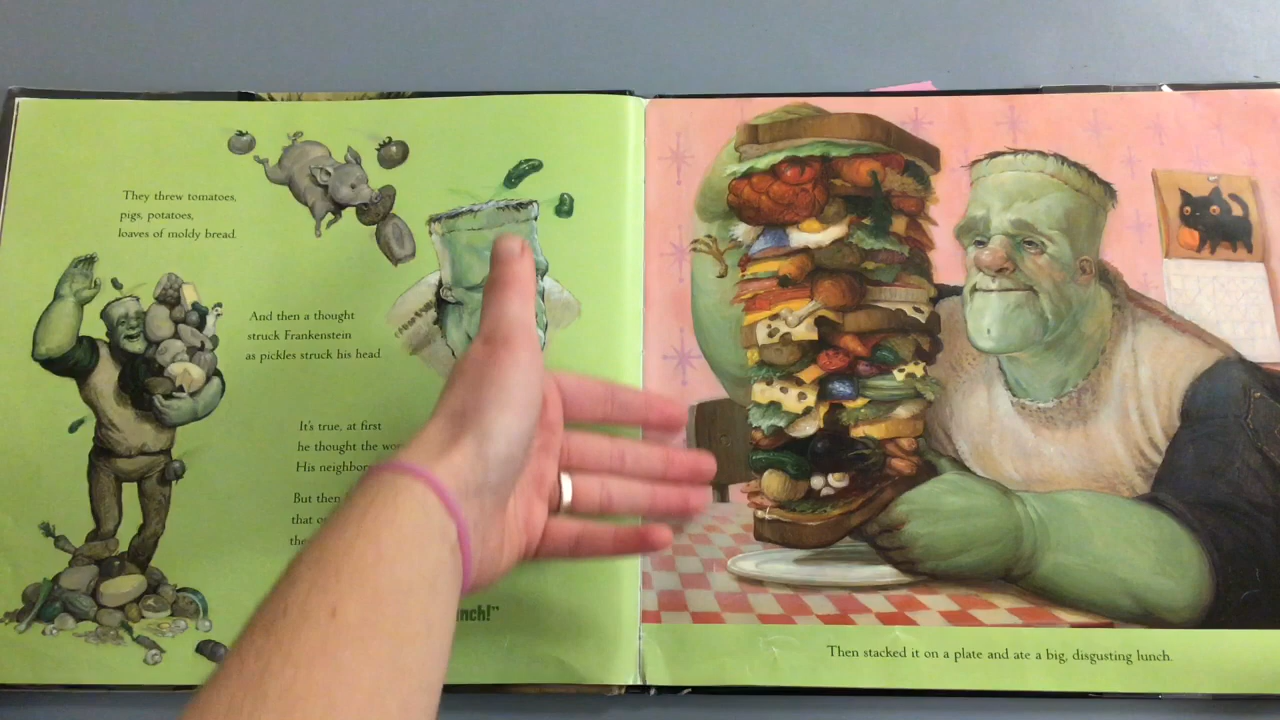 They threw tomatoes,
pigs, potatoes,
loaves of moldy bread.
And then a thought
struck Frankenstein
as pickles struck his head.
It's true, at first
he thought the
His neighbor
But then
that
the
Then stacked it on a plate and ate a big, disgusting lunch.